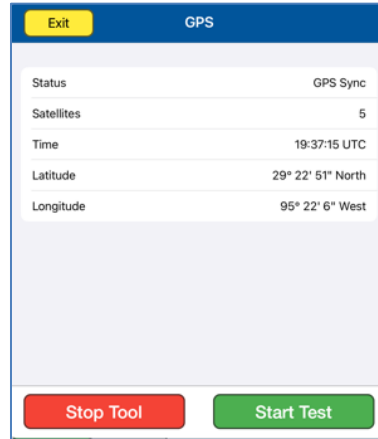 Exit GPS
Status GPS Sync
Satellites 5
Time 19:37:15 UTC
Latitude 29° 22' 51" North
Longitude 95° 22' 6" West
Stop Tool Start Test